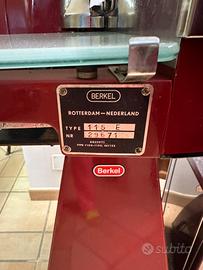 BERKEL
ROTTERDAM–NEDERLAND
TYPE 115 E
NR 29671
Berkel
subito